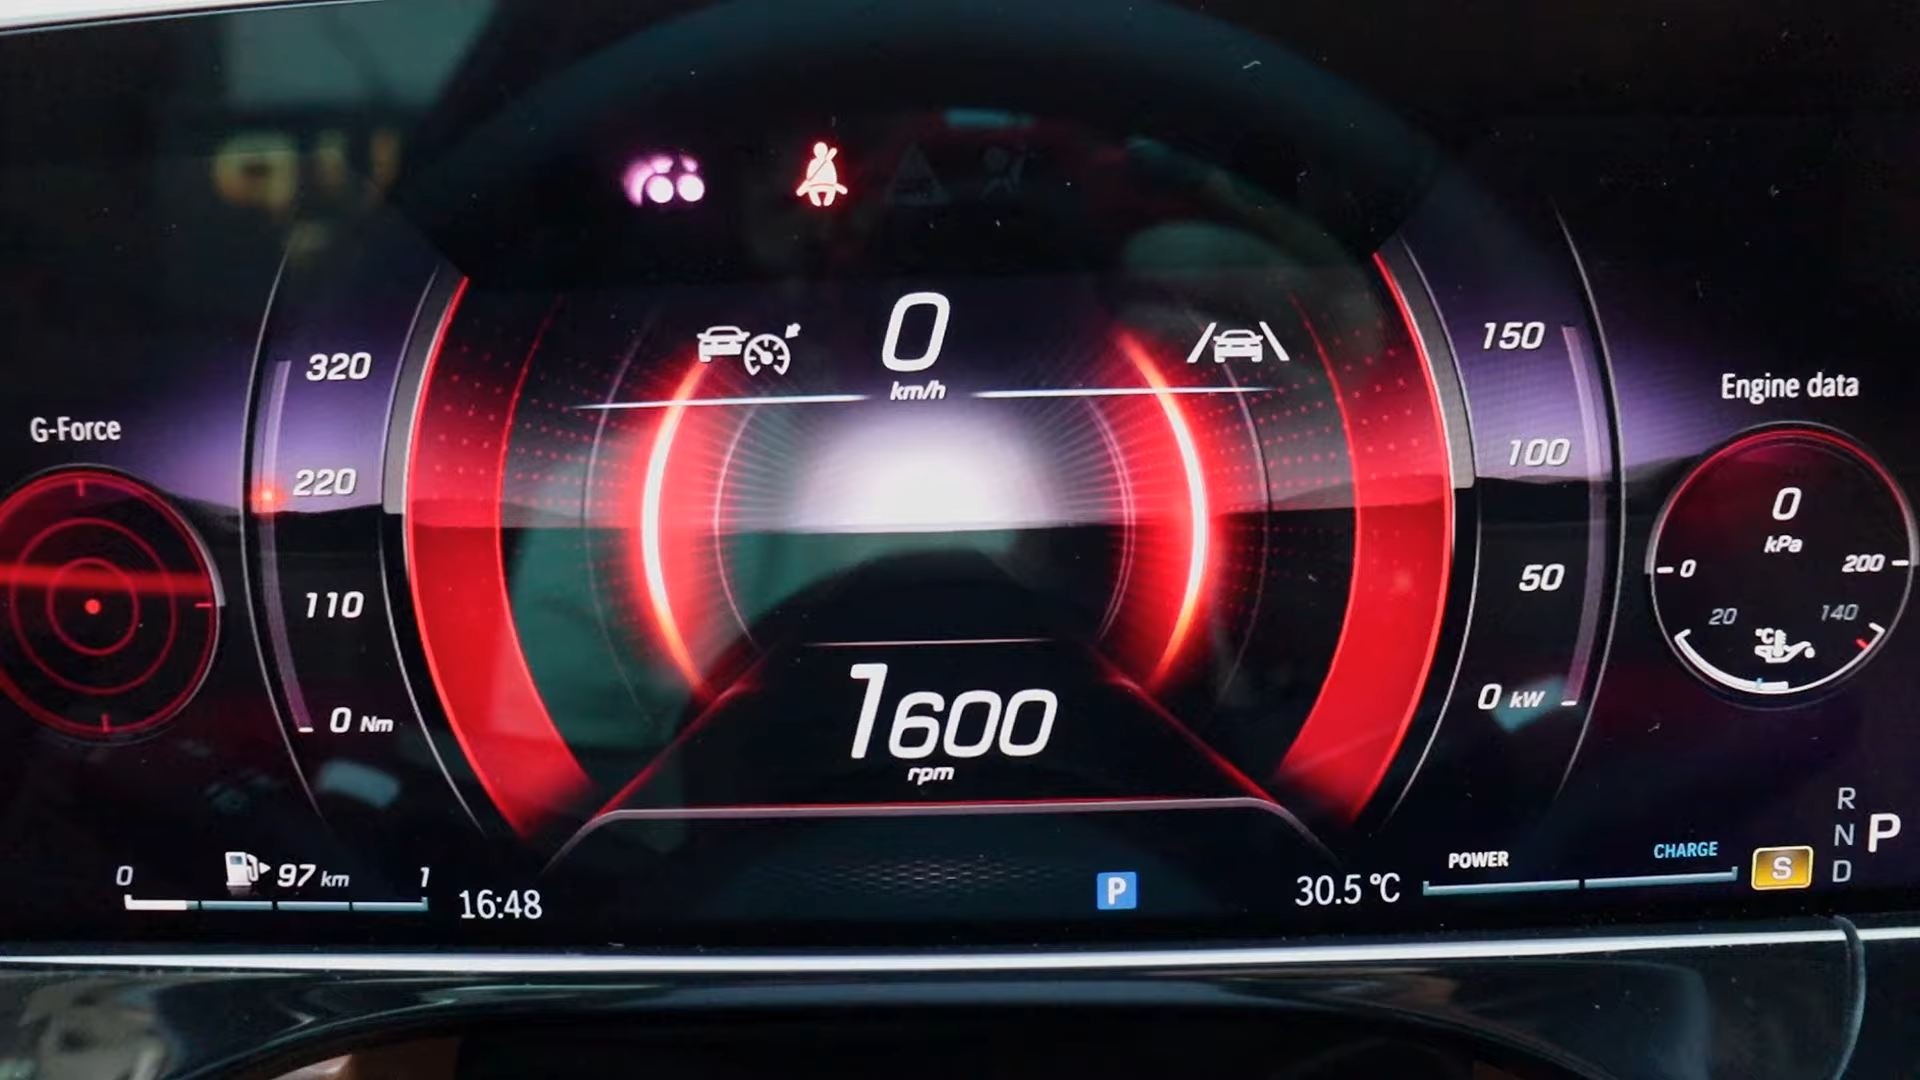 0
km/h
G-Force
320
220
110
0 Nm
150
100
50
0 kW
Engine data
0
kPa
0
200
20
140
°C
1600
rpm
0
97 km
1
16:48
P
30.5 °C
POWER
CHARGE
S
R
N
D
P